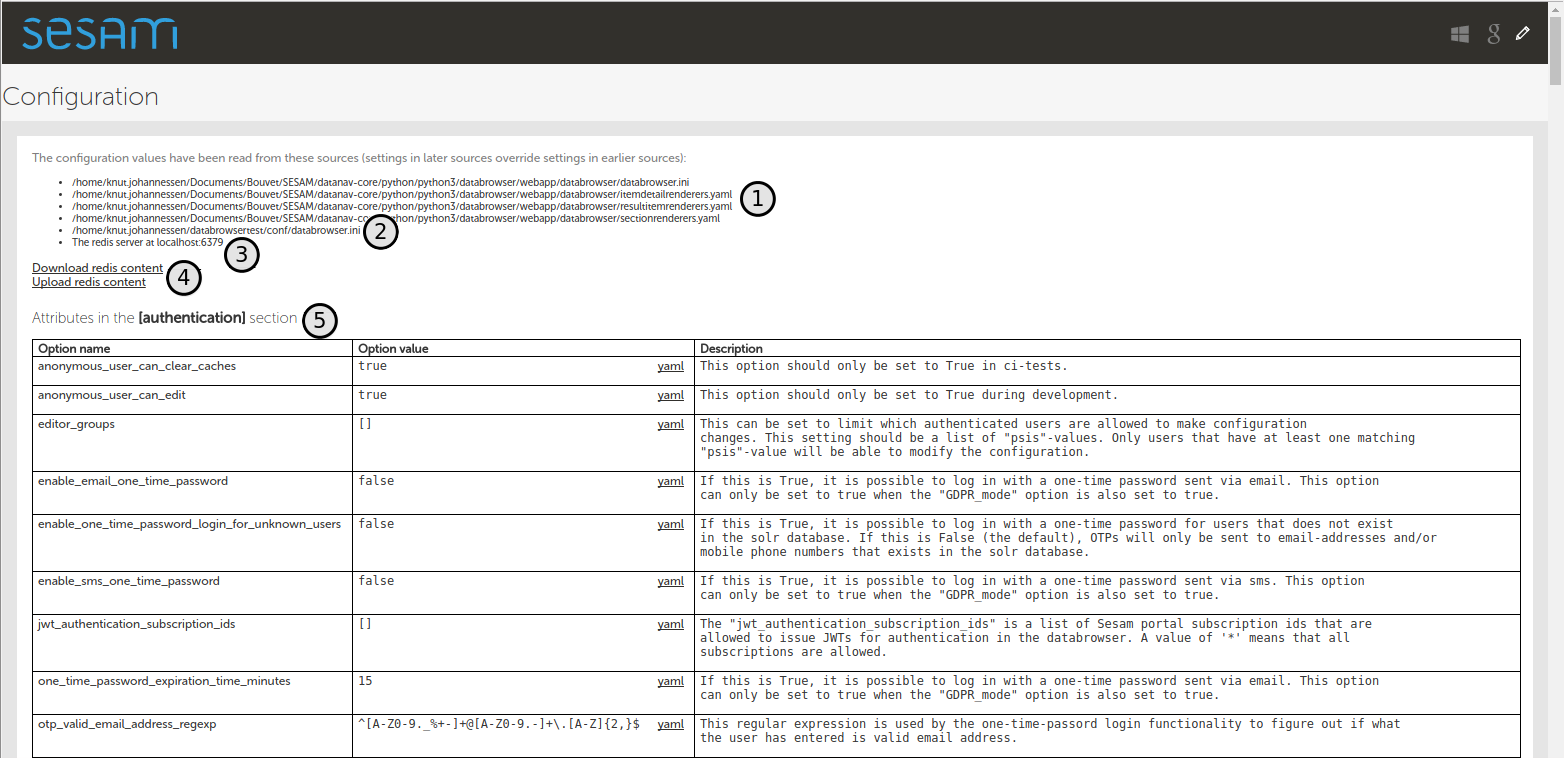 sesam
Configuration
The configuration values have been read from these sources (settings in later sources override settings in earlier sources):
/home/knut.johannessen/Documents/Bouvet/SESAM/datanav-core/python/python3/databrowser/webapp/databrowser/databrowser.ini
/home/knut.johannessen/Documents/Bouvet/SESAM/datanav-core/python/python3/databrowser/webapp/databrowser/itemdetailrenderers.yaml
1
/home/knut.johannessen/Documents/Bouvet/SESAM/datanav-core/python/python3/databrowser/webapp/databrowser/resultitemrenderers.yaml
/home/knut.johannessen/Documents/Bouvet/SESAM/datanav-co python/python3/databrowser/webapp/databrowser/sectionrenderers.yaml
/home/knut.johannessen/databrowsertest/conf/databrowser.ini
2
The redis server at localhost:6379
3
Download redis content
4
Upload redis content
Attributes in the [authentication] section
5
Option name Option value Description
anonymous_user_can_clear_caches true yaml This option should only be set to True in ci-tests.
anonymous_user_can_edit true yaml This option should only be set to True during development.
editor_groups [] yaml This can be set to limit which authenticated users are allowed to make configuration
changes. This setting should be a list of "psis"-values. Only users that have at least one matching
"psis"-value will be able to modify the configuration.
enable_email_one_time_password false yaml If this is True, it is possible to log in with a one-time password sent via email. This option
can only be set to true when the "GDPR_mode" option is also set to true.
enable_one_time_password_login_for_unknown_users false yaml If this is True, it is possible to log in with a one-time password for users that does not exist
in the solr database. If this is False (the default), OTPs will only be sent to email-addresses and/or
mobile phone numbers that exists in the solr database.
enable_sms_one_time_password false yaml If this is True, it is possible to log in with a one-time password sent via sms. This option
can only be set to true when the "GDPR_mode" option is also set to true.
jwt_authentication_subscription_ids [] yaml The "jwt_authentication_subscription_ids" is a list of Sesam portal subscription ids that are
allowed to issue JWTs for authentication in the databrowser. A value of '*' means that all
subscriptions are allowed.
one_time_password_expiration_time_minutes 15 yaml If this is True, it is possible to log in with a one-time password sent via email. This option
can only be set to true when the "GDPR_mode" option is also set to true.
otp_valid_email_address_regexp ^[A-Z0-9._%+-]+@[A-Z0-9.-]+\.[A-Z]{2,}$ yaml This regular expression is used by the one-time-passord login functionality to figure out if what
the user has entered is valid email address.